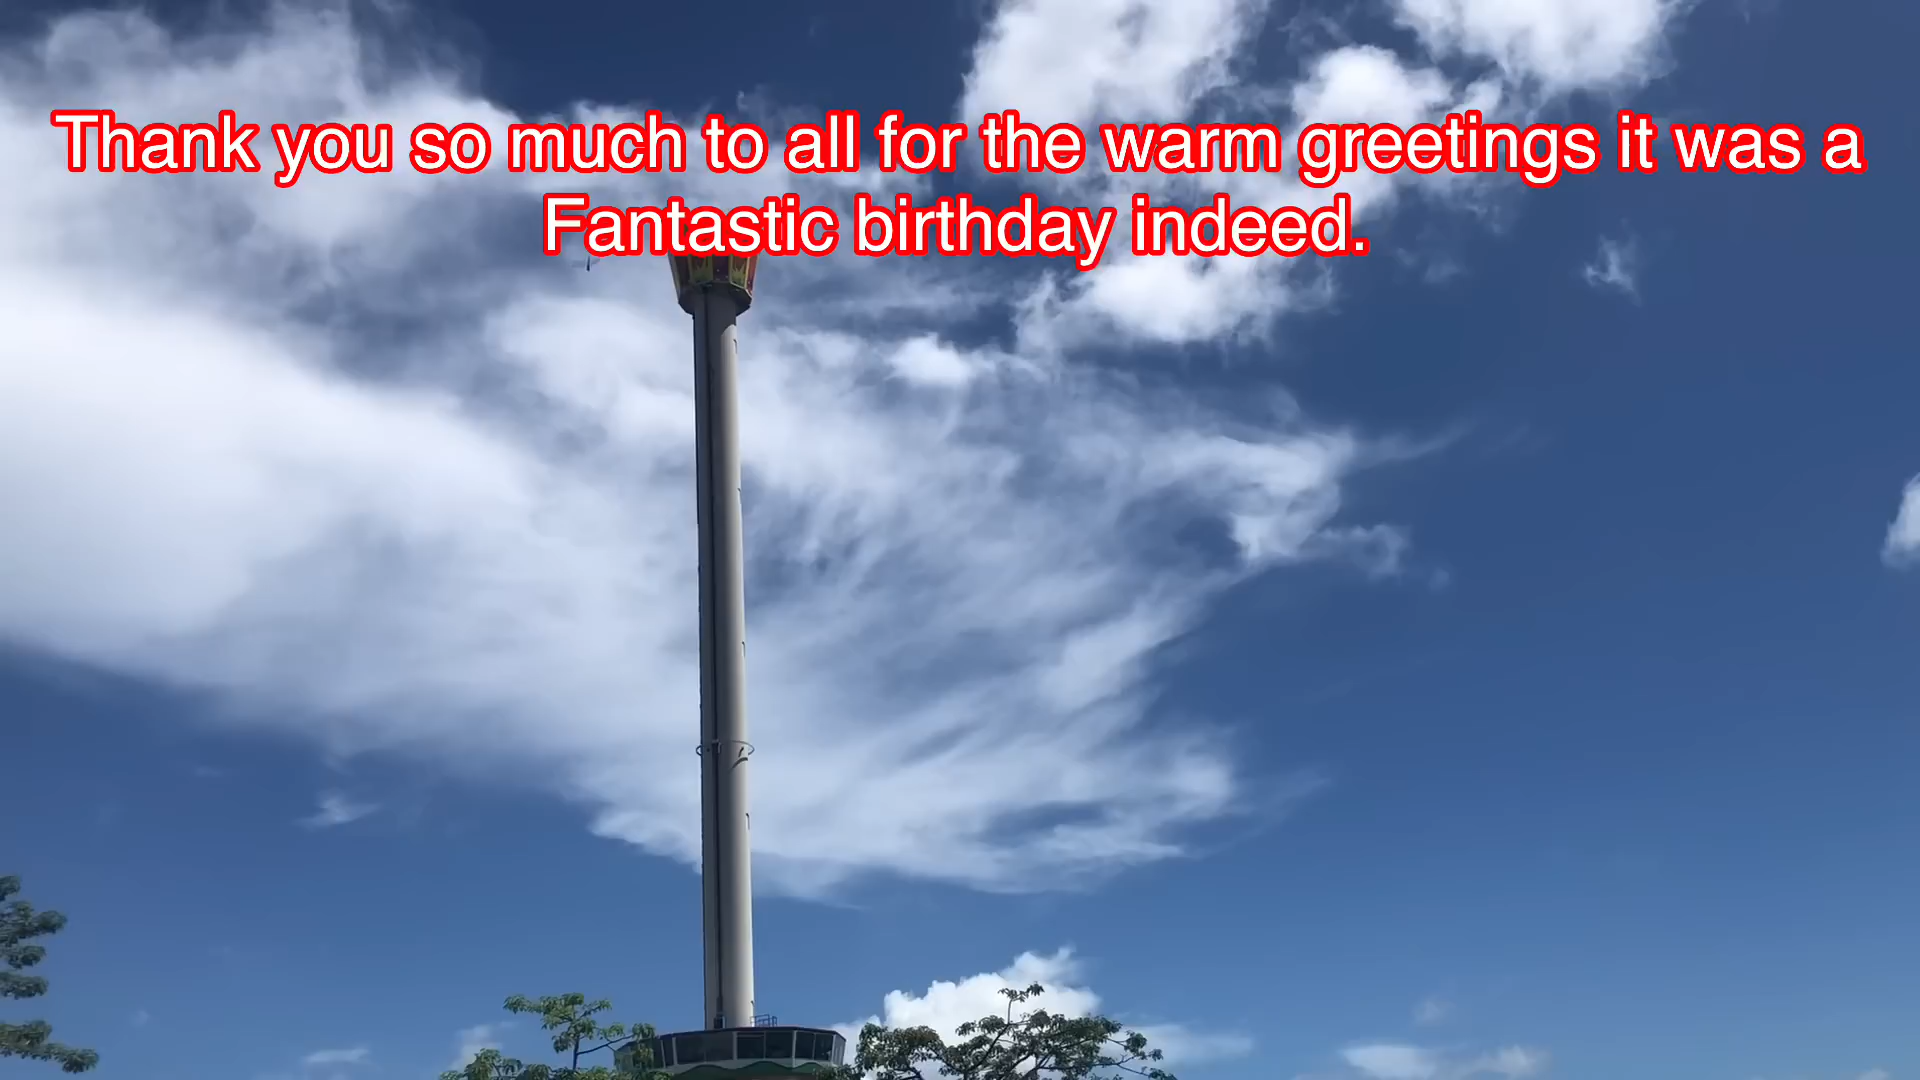 Thank you so much to all for the warm greetings it was a
Fantastic birthday indeed.